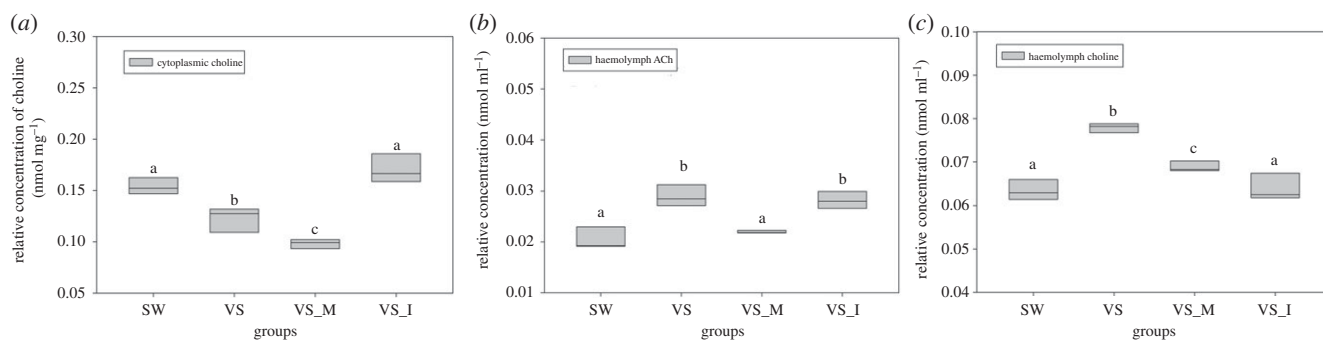 (a)
relative concentration of choline
(nmol mg⁻¹)
0.30
0.25
0.20
0.15
0.10
0.05
cytoplasmic choline
a
b
c
a
SW VS VS_M VS_I
groups
(b)
relative concentration (nmol ml⁻¹)
0.06
0.05
0.04
0.03
0.02
0.01
haemolymph ACh
a
b
a
b
SW VS VS_M VS_I
groups
(c)
relative concentration (nmol ml⁻¹)
0.10
0.09
0.08
0.07
0.06
0.05
0.04
haemolymph choline
a
b
c
a
SW VS VS_M VS_I
groups